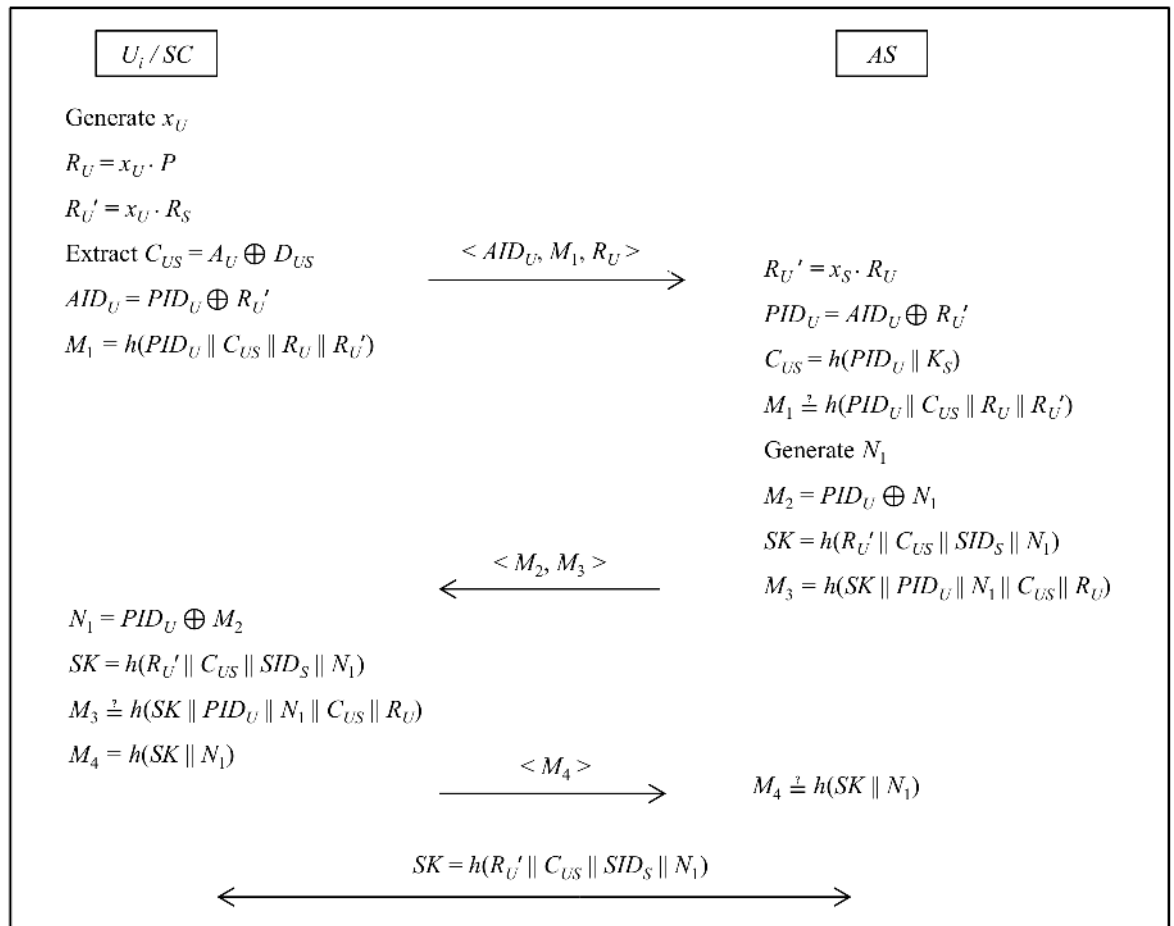 U_i / SC
AS
Generate x_U
R_U = x_U · P
R_U' = x_U · R_S
Extract C_US = A_U ⊕ D_US
AID_U = PID_U ⊕ R_U'
M_1 = h(PID_U || C_US || R_U || R_U')
< AID_U, M_1, R_U >
R_U' = x_S · R_U
PID_U = AID_U ⊕ R_U'
C_US = h(PID_U || K_S)
M_1 ≟ h(PID_U || C_US || R_U || R_U')
Generate N_1
M_2 = PID_U ⊕ N_1
SK = h(R_U' || C_US || SID_S || N_1)
M_3 = h(SK || PID_U || N_1 || C_US || R_U)
< M_2, M_3 >
N_1 = PID_U ⊕ M_2
SK = h(R_U' || C_US || SID_S || N_1)
M_3 ≟ h(SK || PID_U || N_1 || C_US || R_U)
M_4 = h(SK || N_1)
< M_4 >
M_4 ≟ h(SK || N_1)
SK = h(R_U' || C_US || SID_S || N_1)